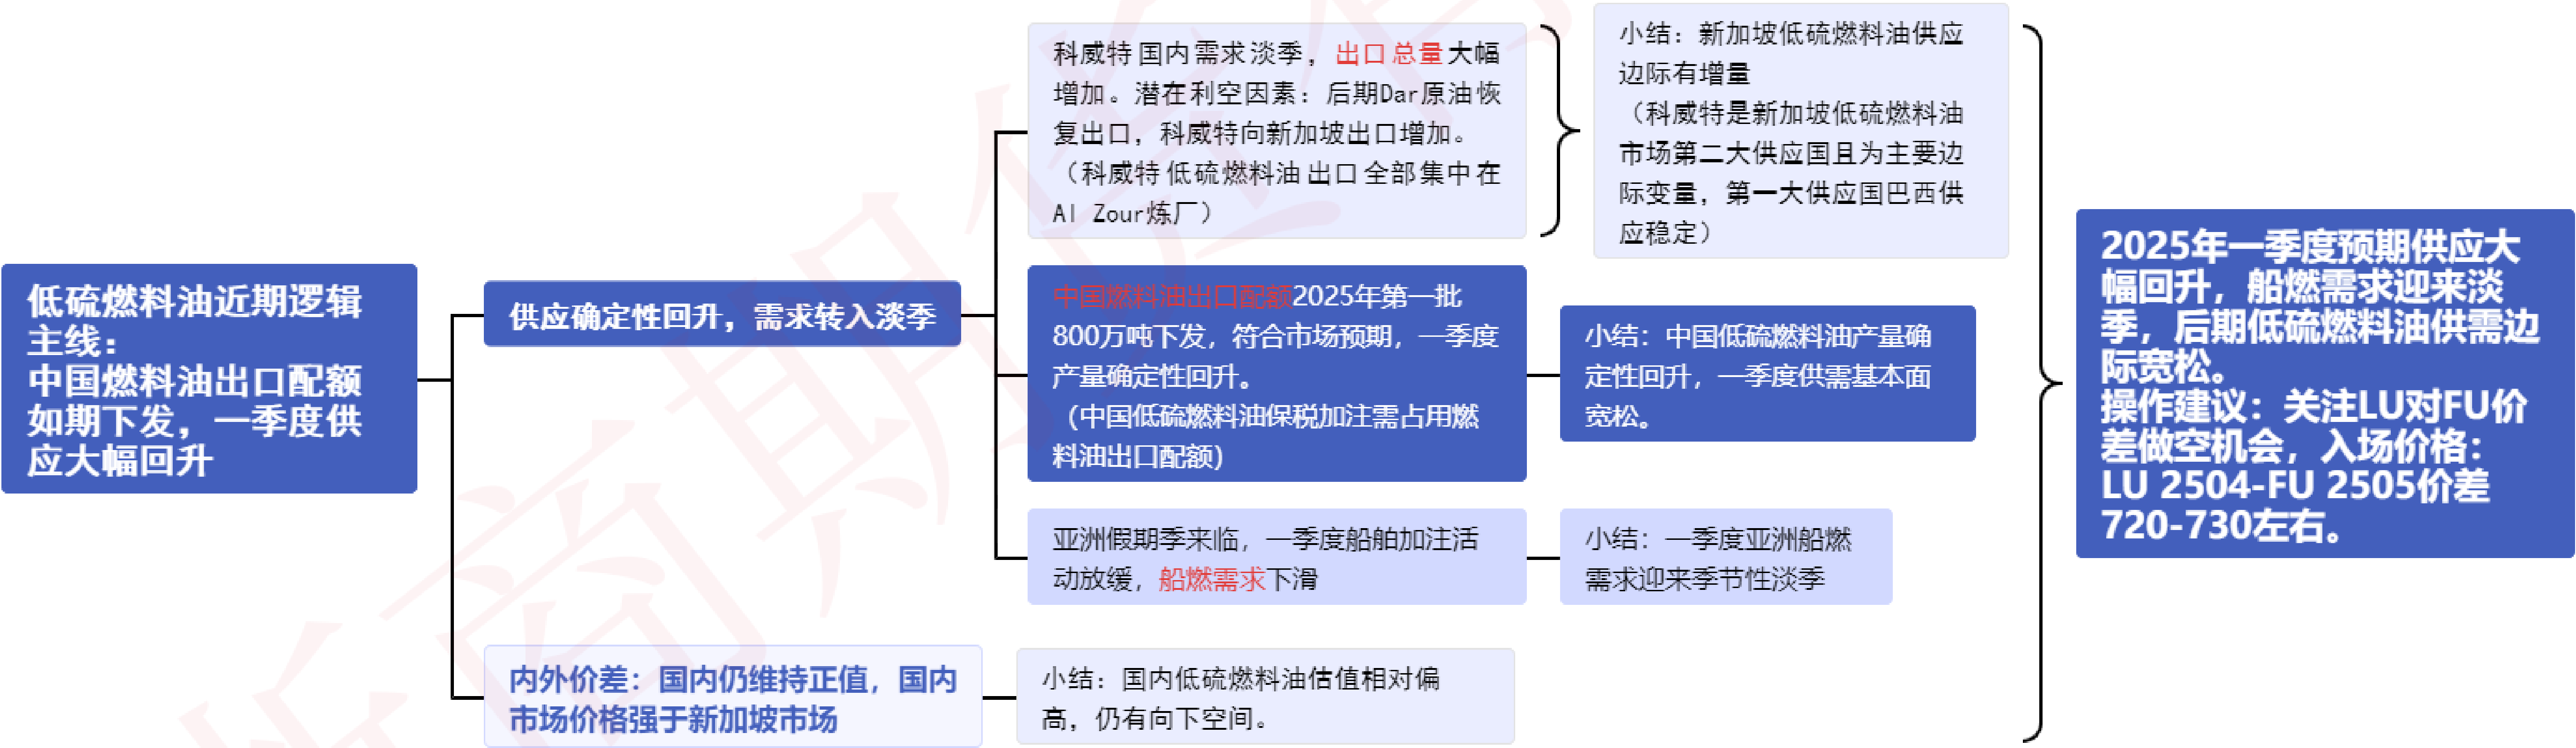 低硫燃料油近期逻辑
主线：
中国燃料油出口配额
如期下发，一季度供
应大幅回升
供应确定性回升，需求转入淡季
科威特国内需求淡季，出口总量大幅
增加。潜在利空因素：后期Dar原油恢
复出口，科威特向新加坡出口增加。
（科威特低硫燃料油出口全部集中在
Al Zour炼厂）
小结：新加坡低硫燃料油供应
边际有增量
（科威特是新加坡低硫燃料油
市场第二大供应国且为主要边
际变量，第一大供应国巴西供
应稳定）
中国燃料油出口配额2025年第一批
800万吨下发，符合市场预期，一季度
产量确定性回升。
（中国低硫燃料油保税加注需占用燃
料油出口配额）
小结：中国低硫燃料油产量确
定性回升，一季度供需基本面
宽松。
亚洲假期季来临，一季度船舶加注活
动放缓，船燃需求下滑
小结：一季度亚洲船燃
需求迎来季节性淡季
内外价差：国内仍维持正值，国内
市场价格强于新加坡市场
小结：国内低硫燃料油估值相对偏
高，仍有向下空间。
2025年一季度预期供应大
幅回升，船燃需求迎来淡
季，后期低硫燃料油供需边
际宽松。
操作建议：关注LU对FU价
差做空机会，入场价格：
LU 2504-FU 2505价差
720-730左右。